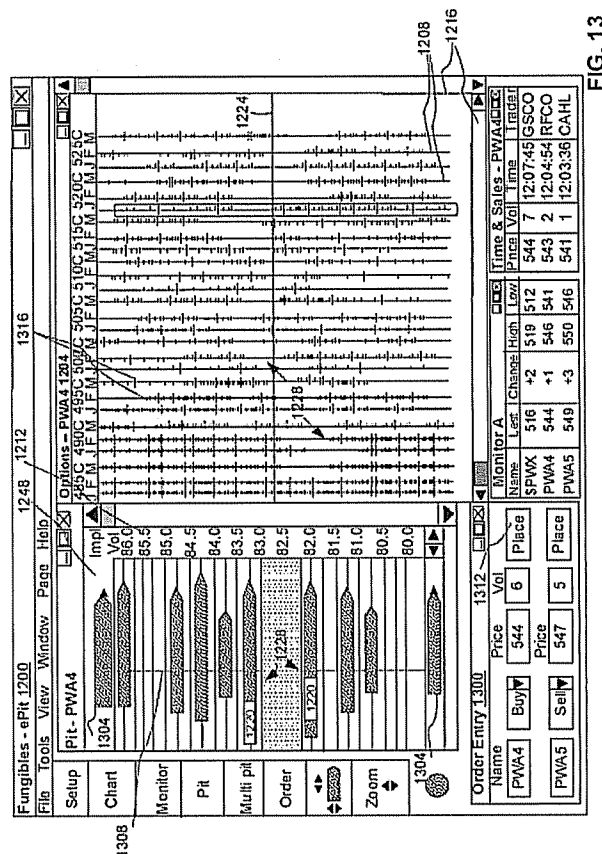 Fungibles - ePit 1200
File Tools View Window Page Help
Setup
Chart
Monitor
Pit
Multi pit
Order
Zoom
Pit - PWA4
Impl
Vol
86.0
85.5
85.0
84.5
84.0
83.5
83.0
82.5
82.0
81.5
81.0
80.5
80.0
1220
1228
1220
1304
1304
1308
1248
1212
1316
Options - PWA4 1204
485C 490C 495C 500C 505C 510C 515C 520C 525C
J F M J F M J F M J F M J F M J F M J F M J F M J F M
1224
1228
1208
1216
Order Entry 1300
1312
Name Price Vol
PWA4 Buy 544 6 Place
Price
PWA5 Sell 547 5 Place
Monitor A
Name Last Change High Low
$PWX 516 +2 519 512
PWA4 544 +1 546 541
PWA5 549 +3 550 546
Time & Sales - PWA4
Price Vol Time Trader
544 7 12:07:45 GSCO
543 2 12:04:54 RFCO
541 1 12:03:36 CAHL
FIG. 13